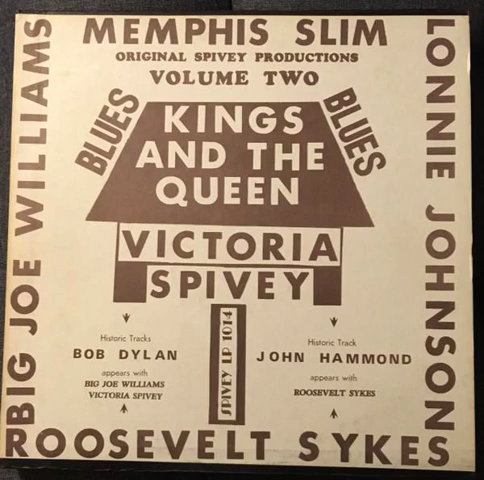 MEMPHIS SLIM
ORIGINAL SPIVEY PRODUCTIONS
VOLUME TWO
BIG JOE WILLIAMS
LONNIE JOHNSON
BLUES
BLUES
KINGS
AND THE
QUEEN
VICTORIA
SPIVEY
SPIVEY LP 1014
Historic Tracks
BOB DYLAN
appears with
BIG JOE WILLIAMS
VICTORIA SPIVEY
Historic Track
JOHN HAMMOND
appears with
ROOSEVELT SYKES
ROOSEVELT SYKES